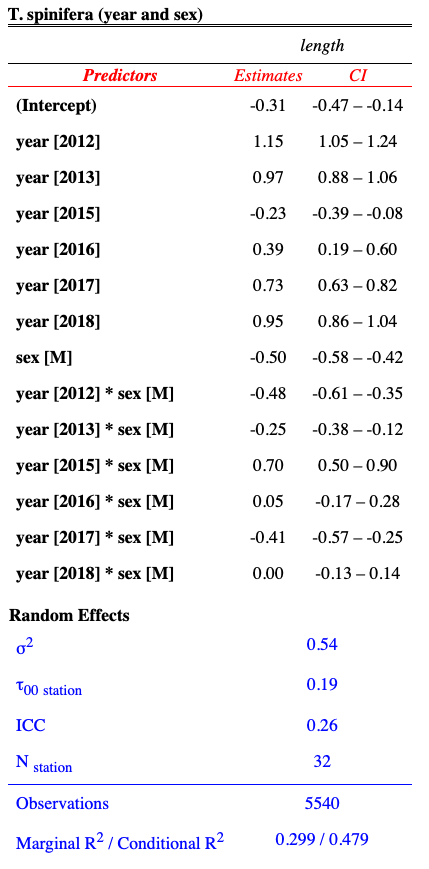 T. spinifera (year and sex)
length
Predictors Estimates CI
(Intercept) -0.31 -0.47 – -0.14
year [2012] 1.15 1.05 – 1.24
year [2013] 0.97 0.88 – 1.06
year [2015] -0.23 -0.39 – -0.08
year [2016] 0.39 0.19 – 0.60
year [2017] 0.73 0.63 – 0.82
year [2018] 0.95 0.86 – 1.04
sex [M] -0.50 -0.58 – -0.42
year [2012] * sex [M] -0.48 -0.61 – -0.35
year [2013] * sex [M] -0.25 -0.38 – -0.12
year [2015] * sex [M] 0.70 0.50 – 0.90
year [2016] * sex [M] 0.05 -0.17 – 0.28
year [2017] * sex [M] -0.41 -0.57 – -0.25
year [2018] * sex [M] 0.00 -0.13 – 0.14
Random Effects
σ² 0.54
τ₀₀ station 0.19
ICC 0.26
N station 32
Observations 5540
Marginal R² / Conditional R² 0.299 / 0.479